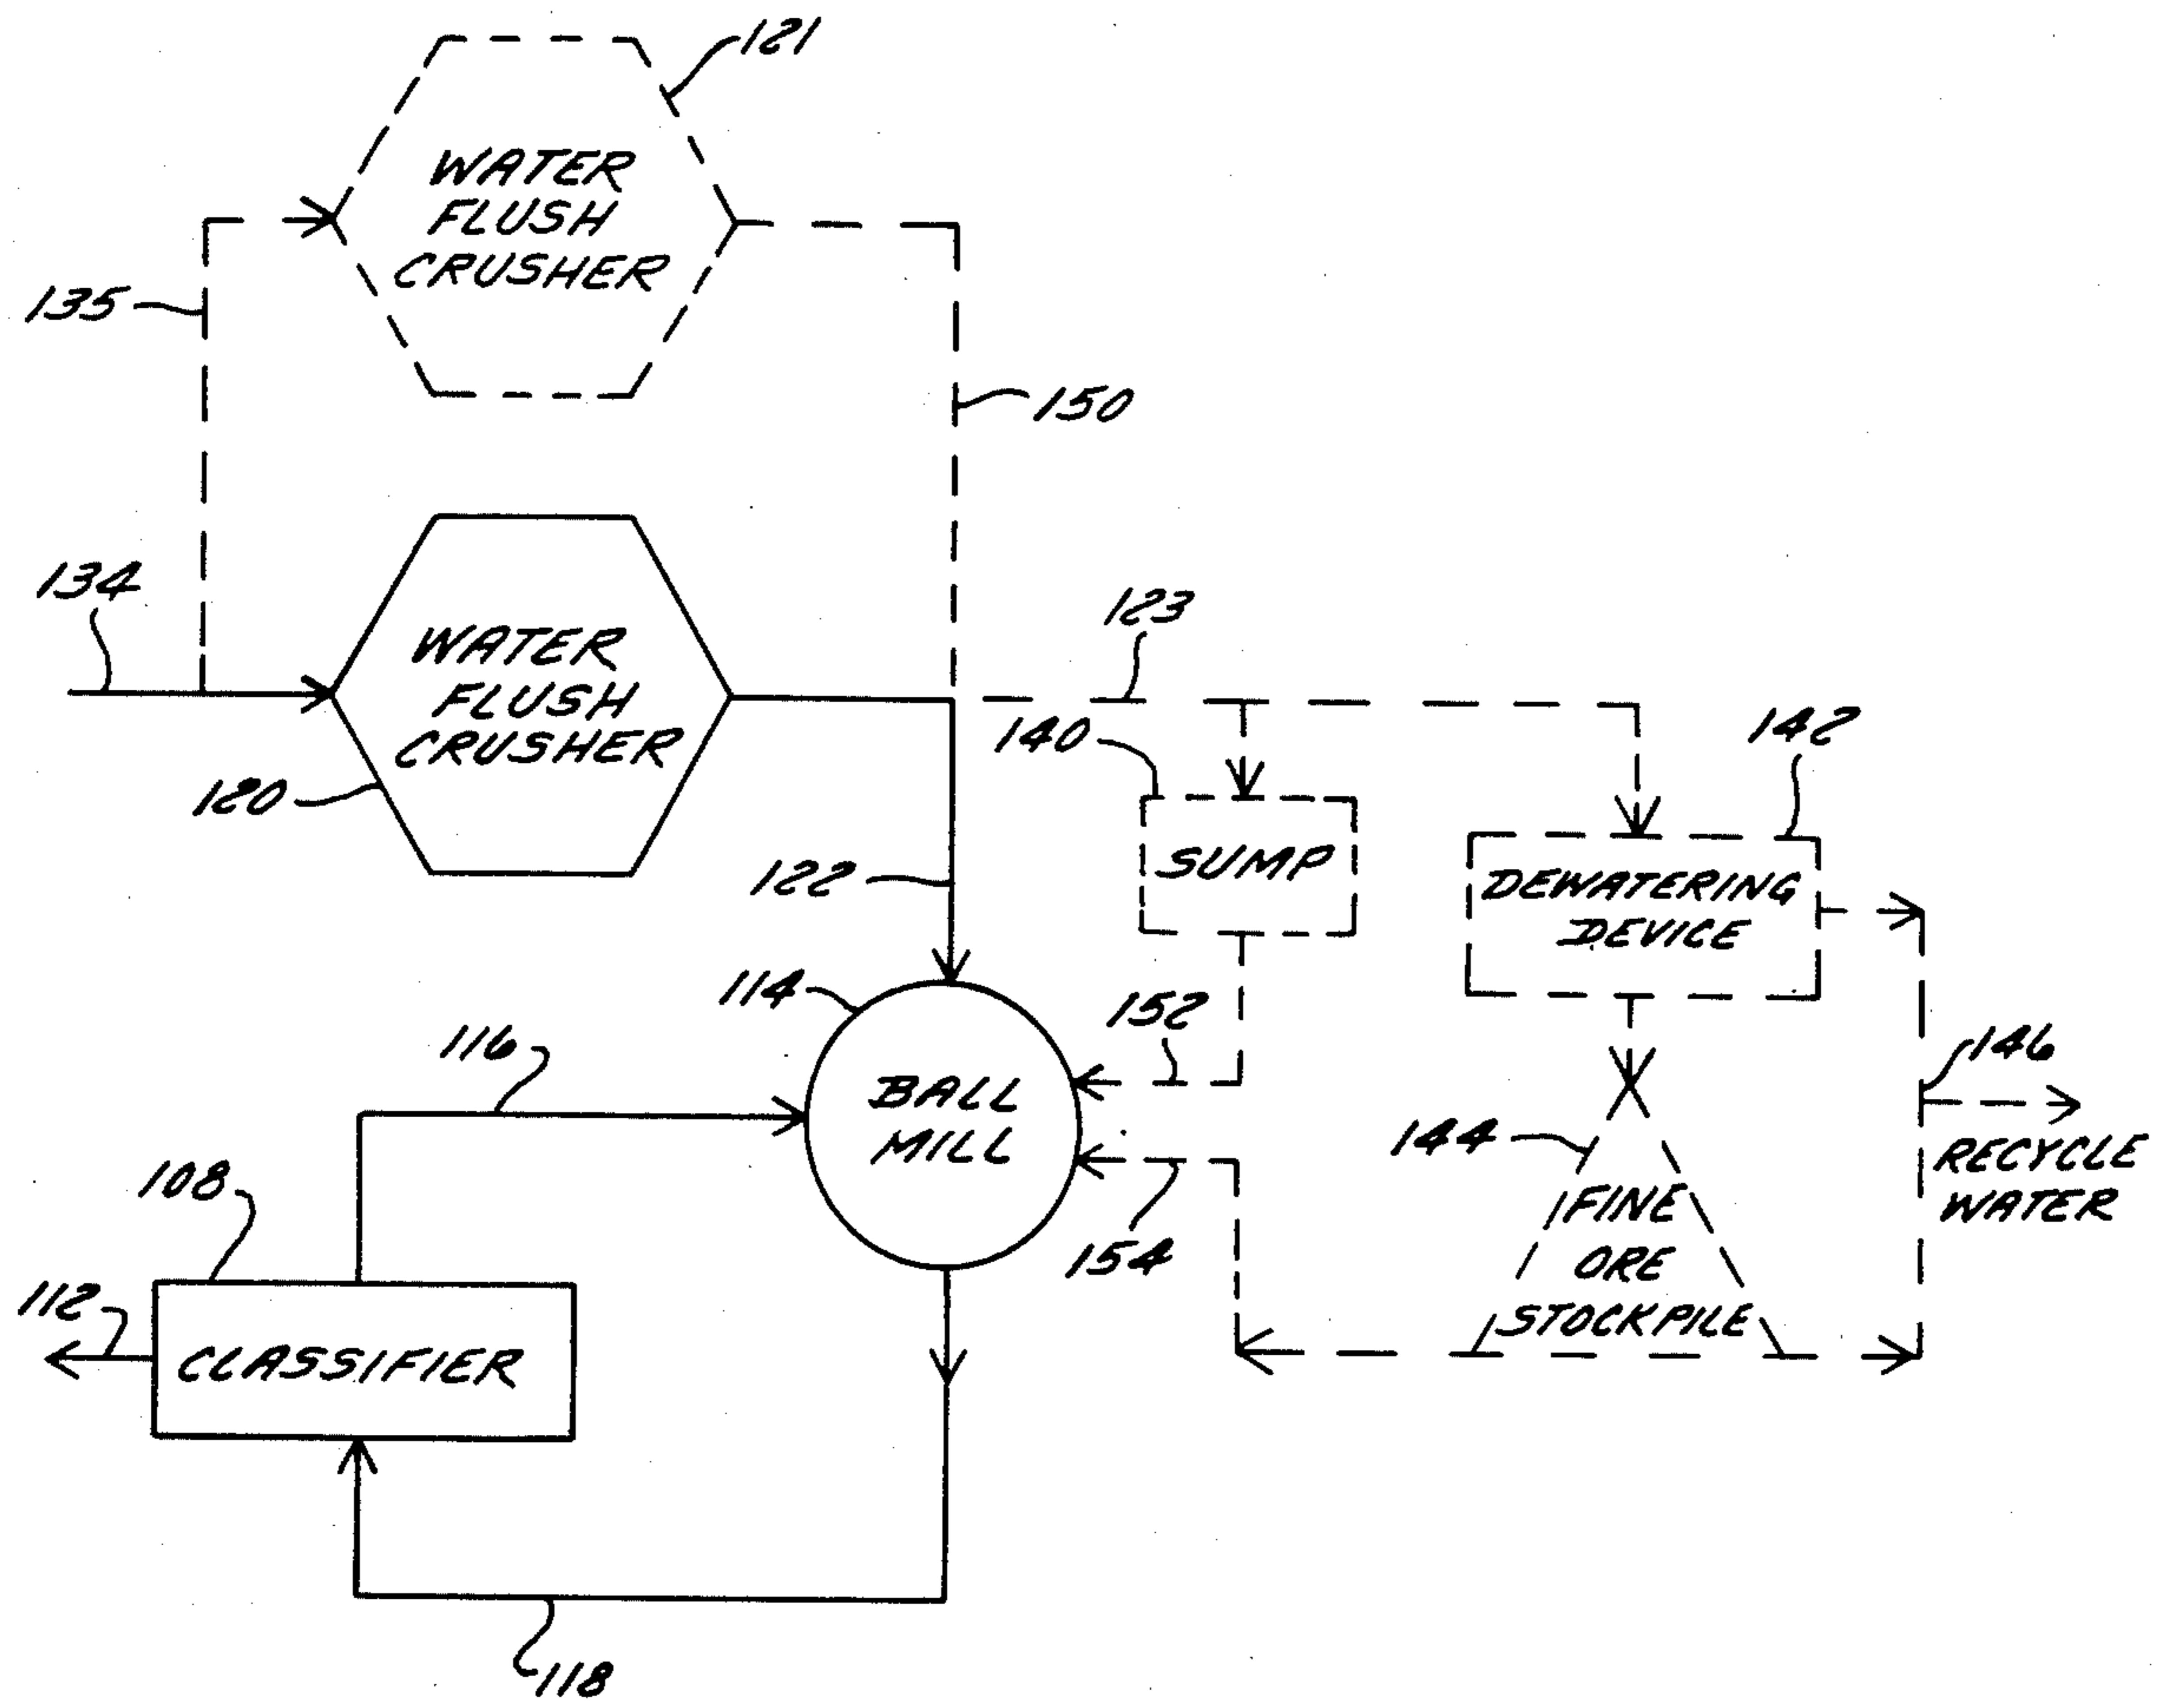 121
WATER
FLUSH
CRUSHER
135
150
134
123
WATER
FLUSH
CRUSHER
140
142
120
122
SUMP
DEWATERING
DEVICE
114
152
116
146
BALL
MILL
144
RECYCLE
WATER
108
FINE
ORE
STOCKPILE
154
112
CLASSIFIER
118